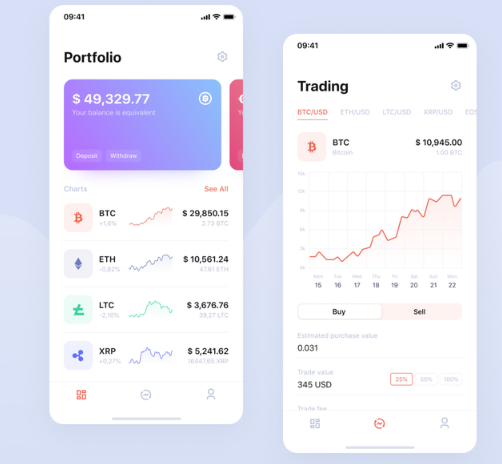 09:41
Portfolio
$ 49,329.77
Your balance is equivalent
Deposit Withdraw
Charts See All
BTC $ 29,850.15
+1,6% 2.73 BTC
ETH $ 10,561.24
-0,82% 47.61 ETH
LTC $ 3,676.76
-2,10% 39,27 LTC
XRP $ 5,241.62
+0,27% 16447.65 XRP
09:41
Trading
BTC/USD ETH/USD LTC/USD XRP/USD EOS
BTC $ 10,945.00
Bitcoin 1.00 BTC
12k
9k
6k
3k
0k
Mon Tue Wed Thu Fri Sat Sun Mon
15 16 17 18 19 20 21 22
Buy Sell
Estimated purchase value
0.031
Trade value
345 USD 25% 50% 100%
Trade fee